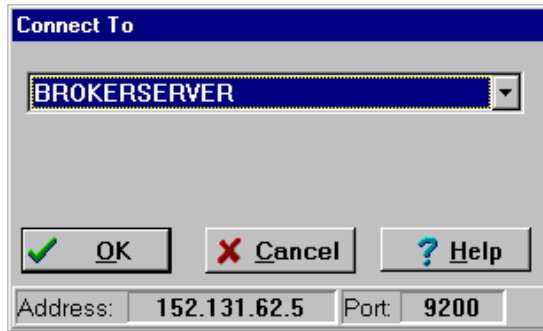 Connect To
BROKERSERVER
OK Cancel Help
Address: 152.131.62.5 Port: 9200